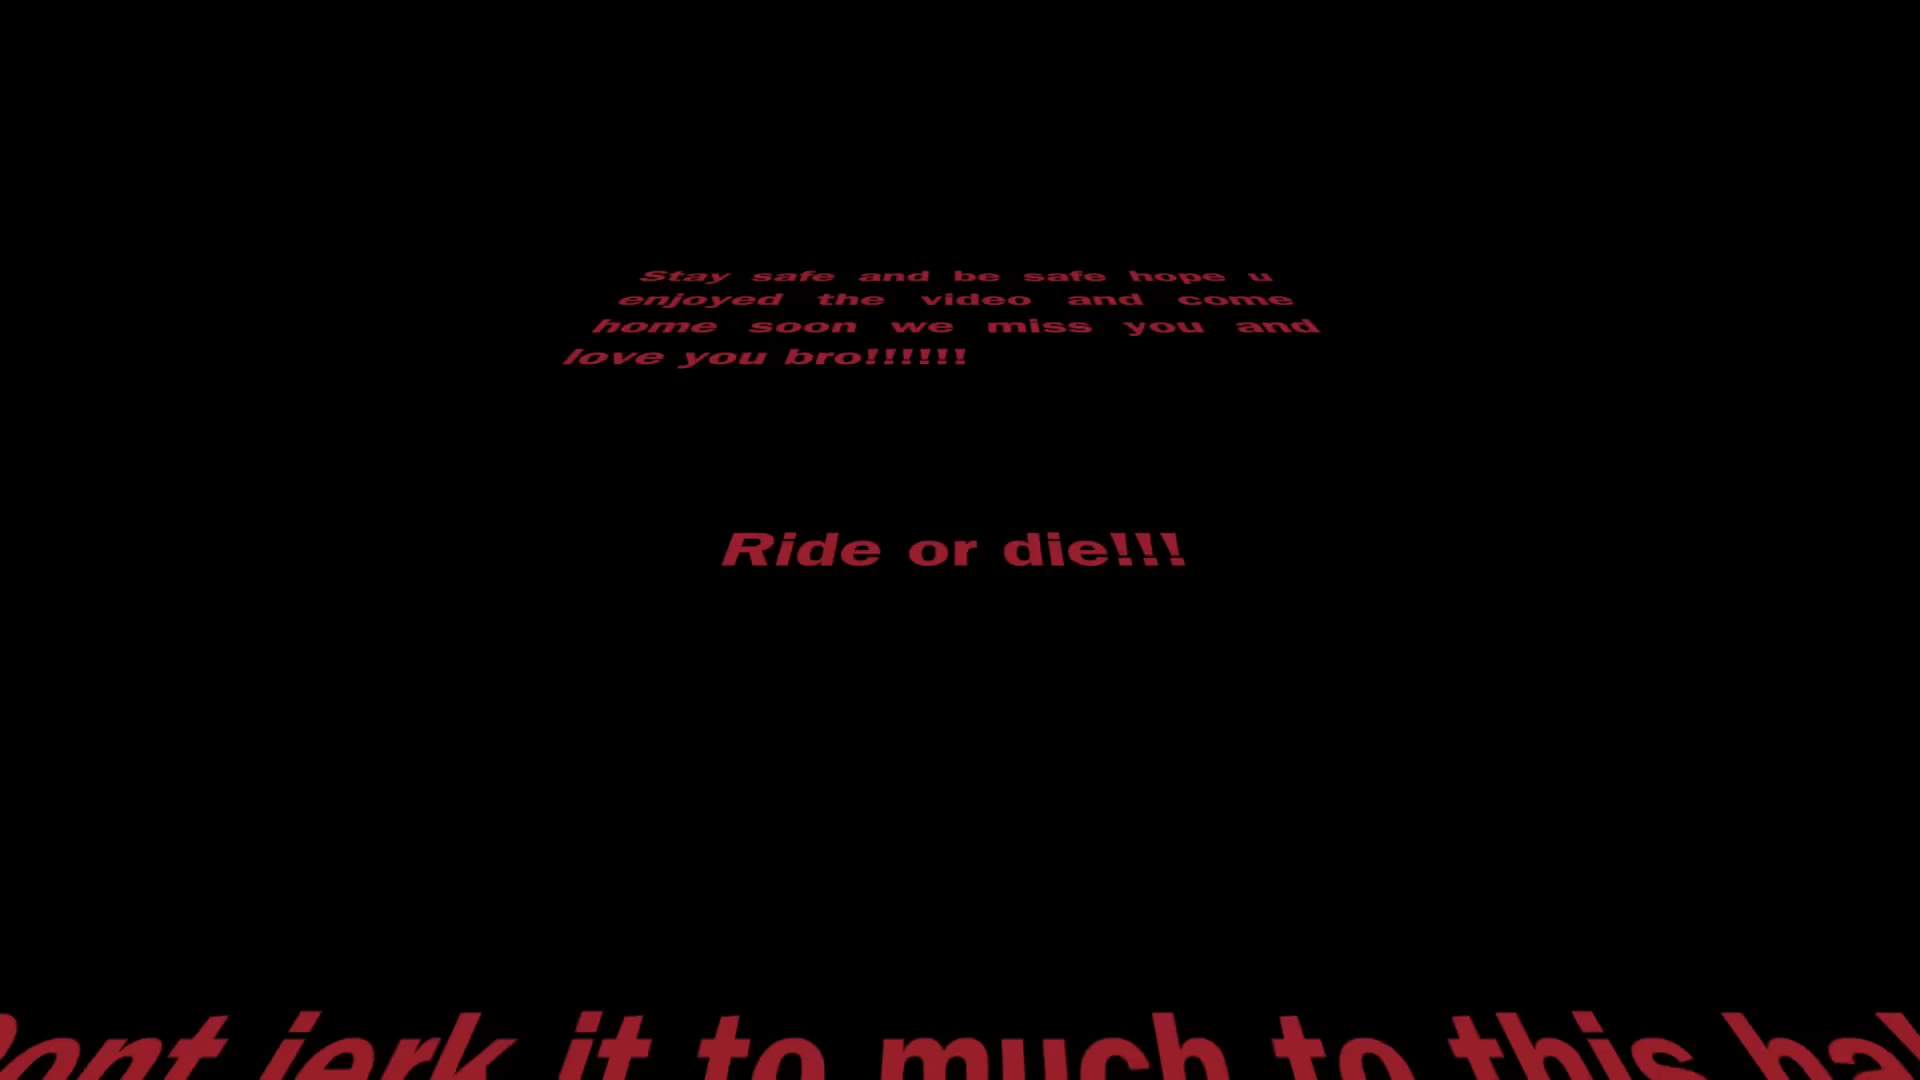 Stay safe and be safe hope u
enjoyed the video and come
home soon we miss you and
love you bro!!!!!!
Ride or die!!!
Dont jerk it to much to this